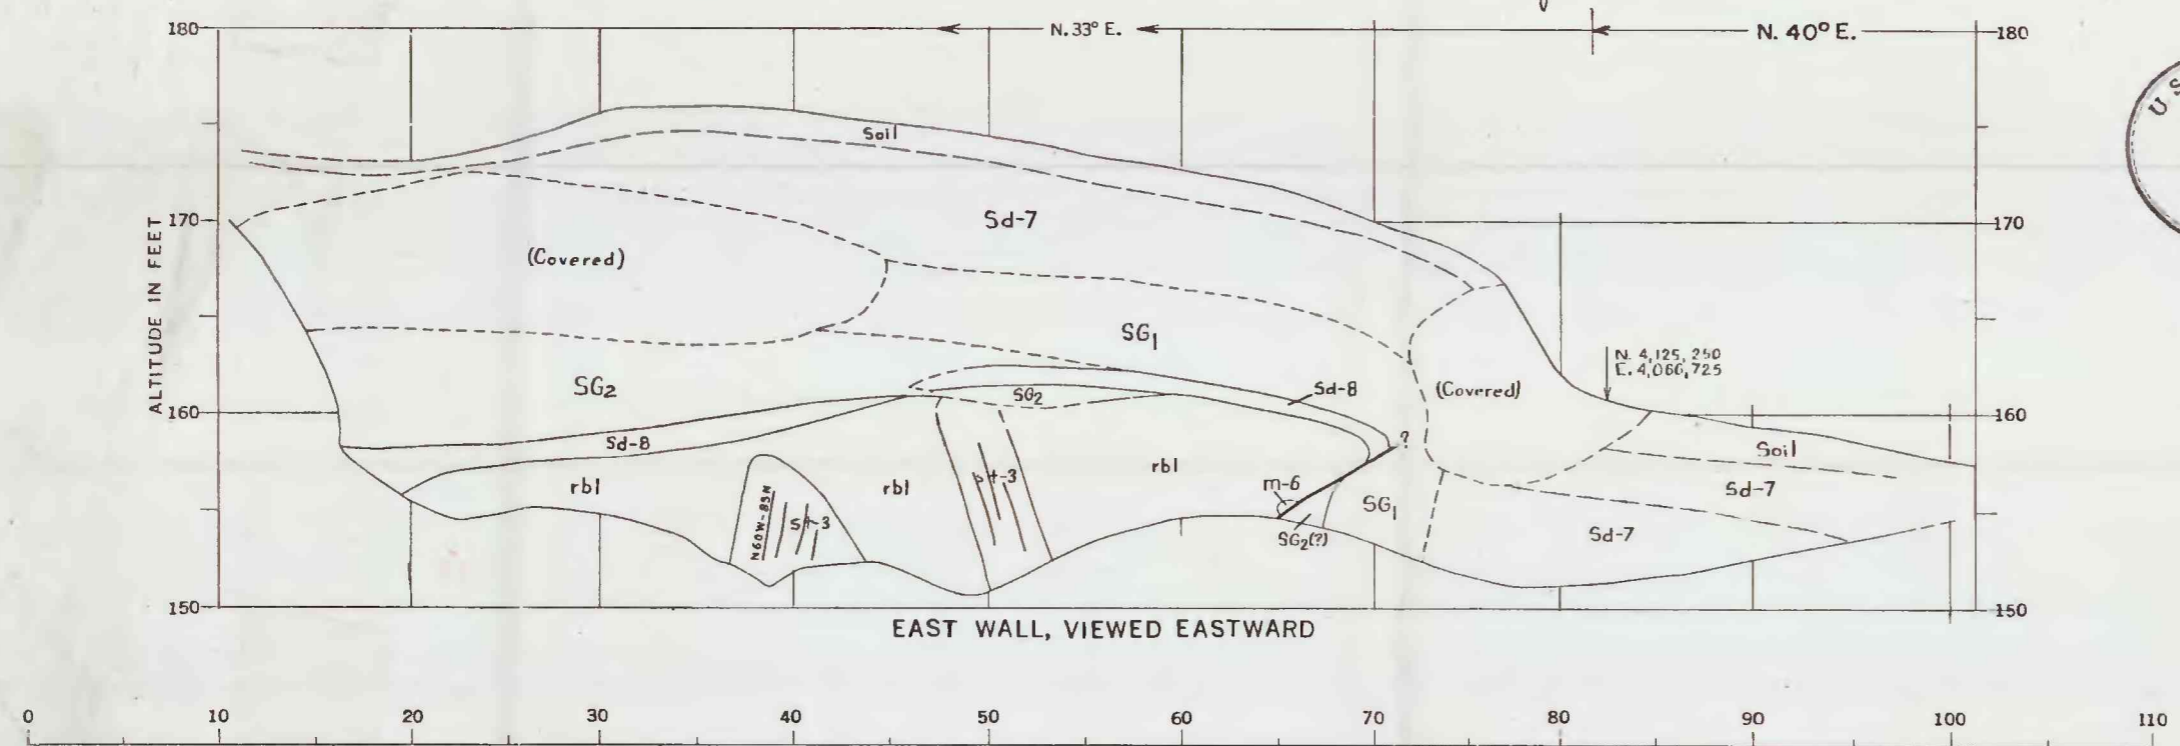 180
N. 33° E.
N. 40° E.
180
U S
Soil
170
Sd-7
170
(Covered)
ALTITUDE IN FEET
SG1
N. 4,125,250
E. 4,066,725
SG2
Sd-8
(Covered)
SG2
160
160
Sd-8
?
Soil
rbl
rbl
rbl
st-3
m-6
Sd-7
SG1
N60W-85N
st-3
SG2(?)
Sd-7
150
150
EAST WALL, VIEWED EASTWARD
0 10 20 30 40 50 60 70 80 90 100 110